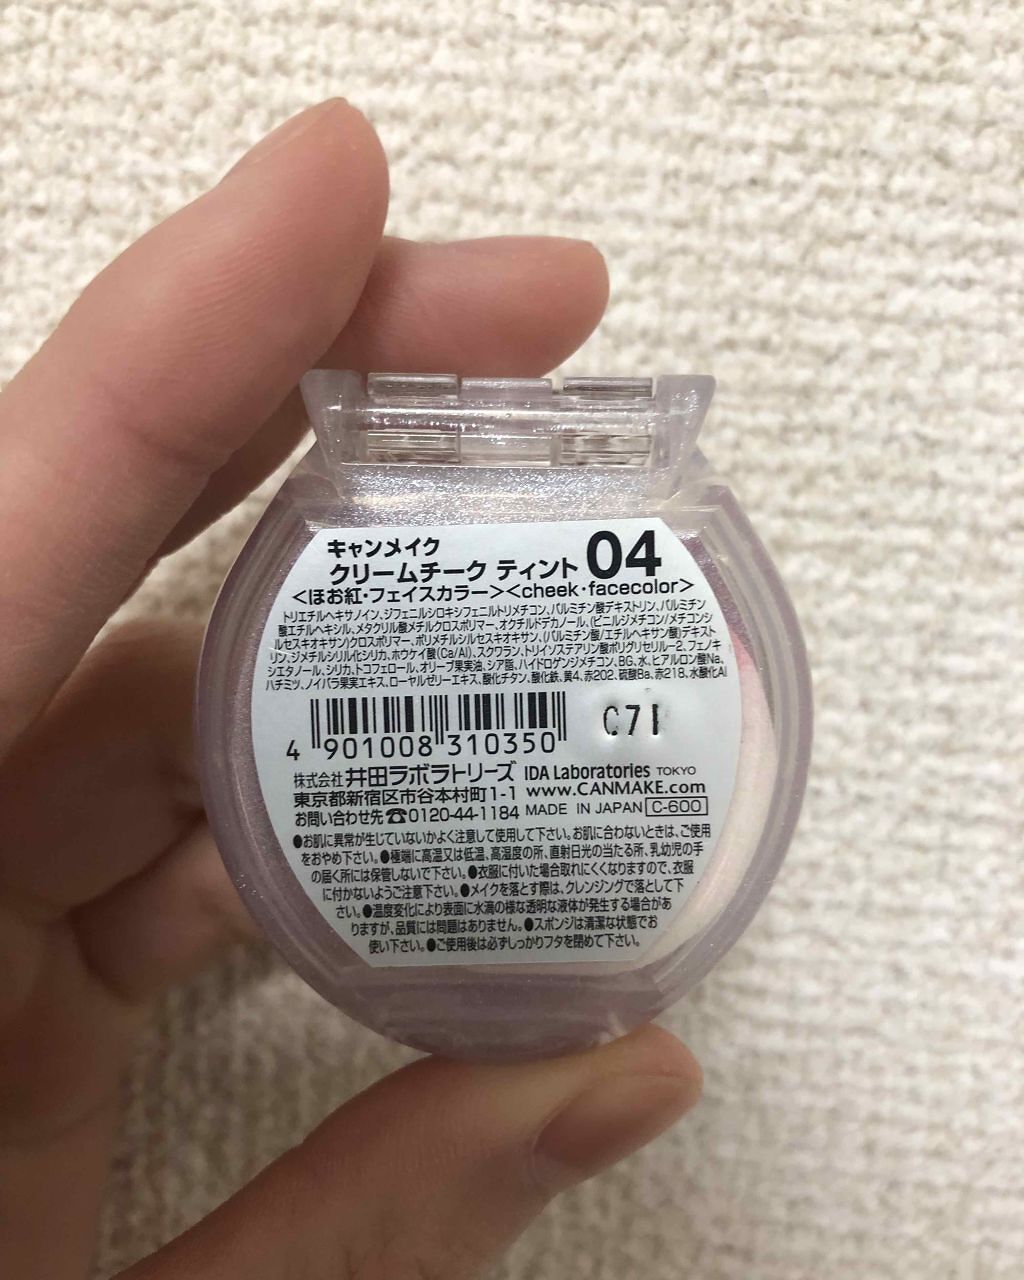 キャンメイク
クリームチーク ティント 04
<ほお紅・フェイスカラー><cheek・facecolor>
トリエチルヘキサノイン、ジフェニルシロキシフェニルトリメチコン、パルミチン酸デキストリン、パルミチン
酸エチルヘキシル、メタクリル酸メチルクロスポリマー、オクチルドデカノール、(ビニルジメチコン/メチコンシ
ルセスキオキサン)クロスポリマー、ポリメチルシルセスキオキサン、(パルミチン酸/エチルヘキサン酸)デキスト
リン、ジメチルシリル化シリカ、ホウケイ酸(Ca/Al)、スクワラン、トリイソステアリン酸ポリグリセリル-2、フェノキ
シエタノール、シリカ、トコフェロール、オリーブ果実油、シア脂、ハイドロゲンジメチコン、BG、水、ヒアルロン酸Na、
ハチミツ、ノイバラ果実エキス、ローヤルゼリーエキス、酸化チタン、酸化鉄、黄4、赤202、硫酸Ba、赤218、水酸化Al
C71
4 901008 310350
株式会社 井田ラボラトリーズ IDA Laboratories TOKYO
東京都新宿区市谷本村町1-1 www.CANMAKE.com
お問い合わせ先☎0120-44-1184 MADE IN JAPAN C-600
●お肌に異常が生じていないかよく注意して使用して下さい。お肌に合わないときは、ご使用
をおやめ下さい。●極端に高温又は低温、高湿度の所、直射日光の当たる所、乳幼児の手
の届く所には保管しないで下さい。●衣服に付いた場合取れにくくなりますので、衣服
に付かないようご注意下さい。●メイクを落とす際は、クレンジングで落として下
さい。●温度変化により表面に水滴の様な透明な液体が発生する場合があ
りますが、品質には問題はありません。●スポンジは清潔な状態でお
使い下さい。●ご使用後は必ずしっかりフタを閉めて下さい。